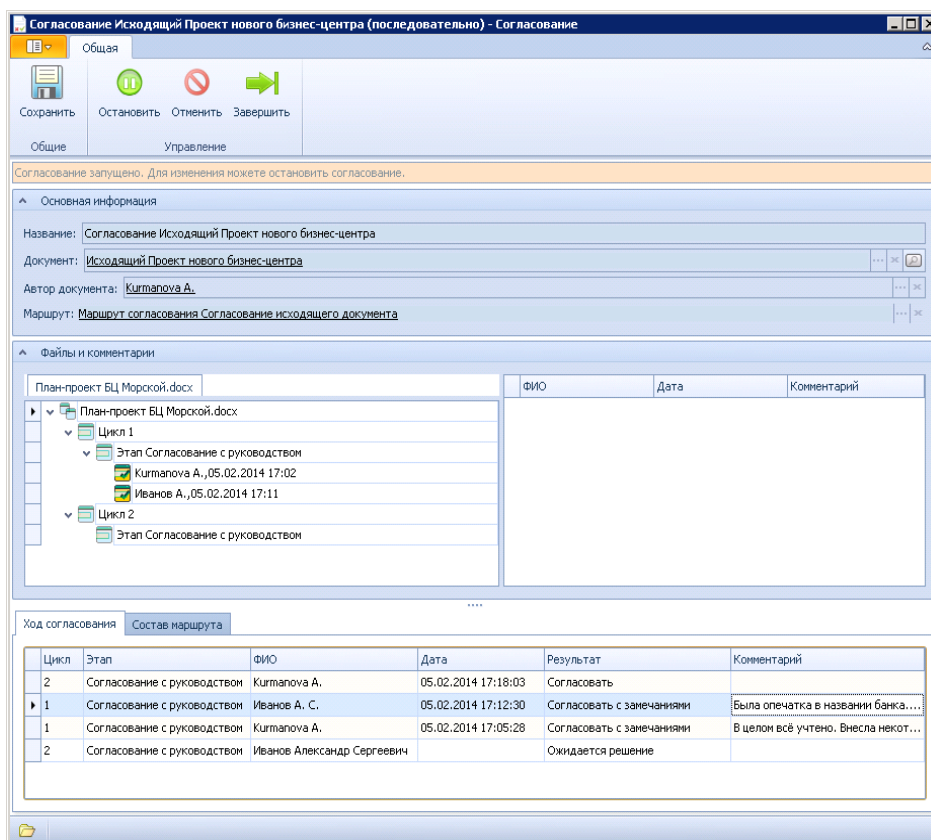 Согласование Исходящий Проект нового бизнес-центра (последовательно) - Согласование
Общая
Сохранить Остановить Отменить Завершить
Общие Управление
Согласование запущено. Для изменения можете остановить согласование.
Основная информация
Название: Согласование Исходящий Проект нового бизнес-центра
Документ: Исходящий Проект нового бизнес-центра
Автор документа: Kurmanova A.
Маршрут: Маршрут согласования Согласование исходящего документа
Файлы и комментарии
План-проект БЦ Морской.docx ФИО Дата Комментарий
План-проект БЦ Морской.docx
Цикл 1
Этап Согласование с руководством
Kurmanova A.,05.02.2014 17:02
Иванов А.,05.02.2014 17:11
Цикл 2
Этап Согласование с руководством
Ход согласования Состав маршрута
Цикл Этап ФИО Дата Результат Комментарий
2 Согласование с руководством Kurmanova A. 05.02.2014 17:18:03 Согласовать
1 Согласование с руководством Иванов А. С. 05.02.2014 17:12:30 Согласовать с замечаниями Была опечатка в названии банка....
1 Согласование с руководством Kurmanova A. 05.02.2014 17:05:28 Согласовать с замечаниями В целом всё учтено. Внесла некот...
2 Согласование с руководством Иванов Александр Сергеевич Ожидается решение